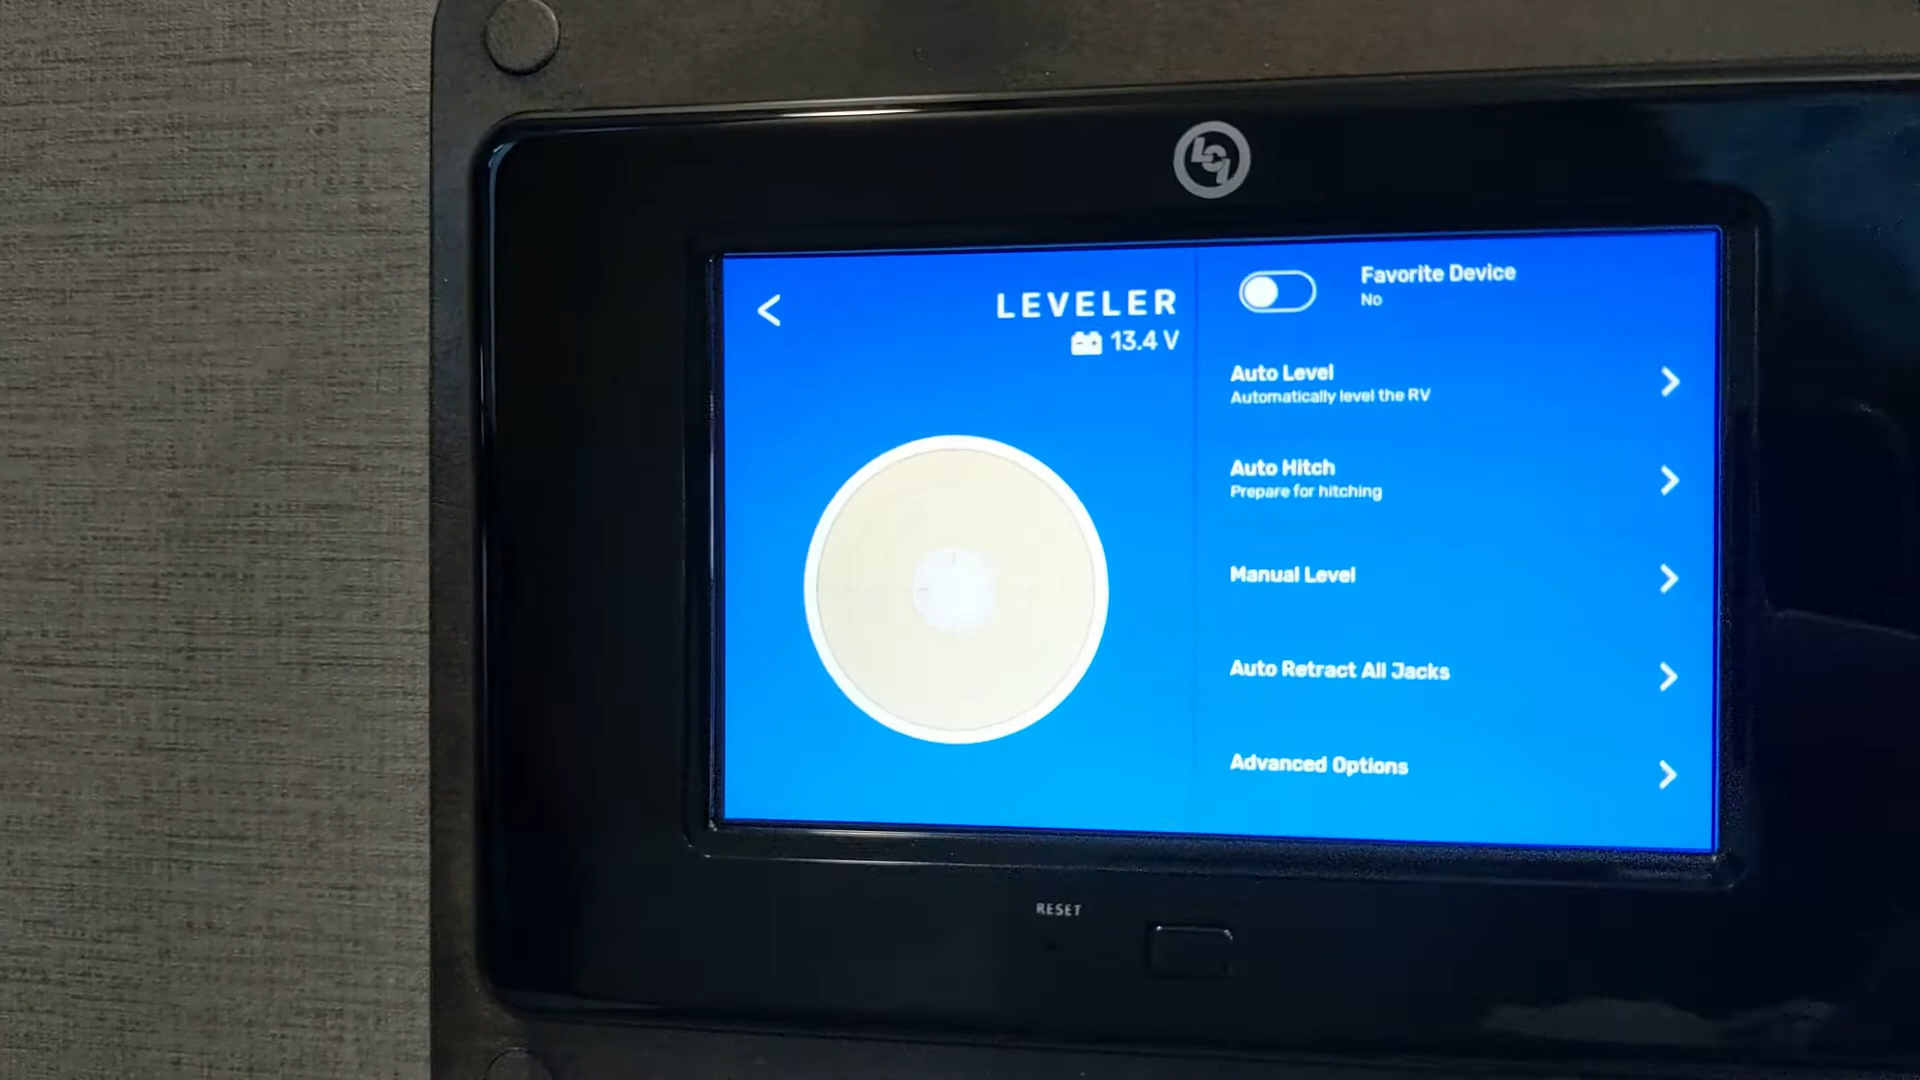 LCI
<
LEVELER
13.4 V
Favorite Device
No
Auto Level
Automatically level the RV
Auto Hitch
Prepare for hitching
Manual Level
Auto Retract All Jacks
Advanced Options
RESET